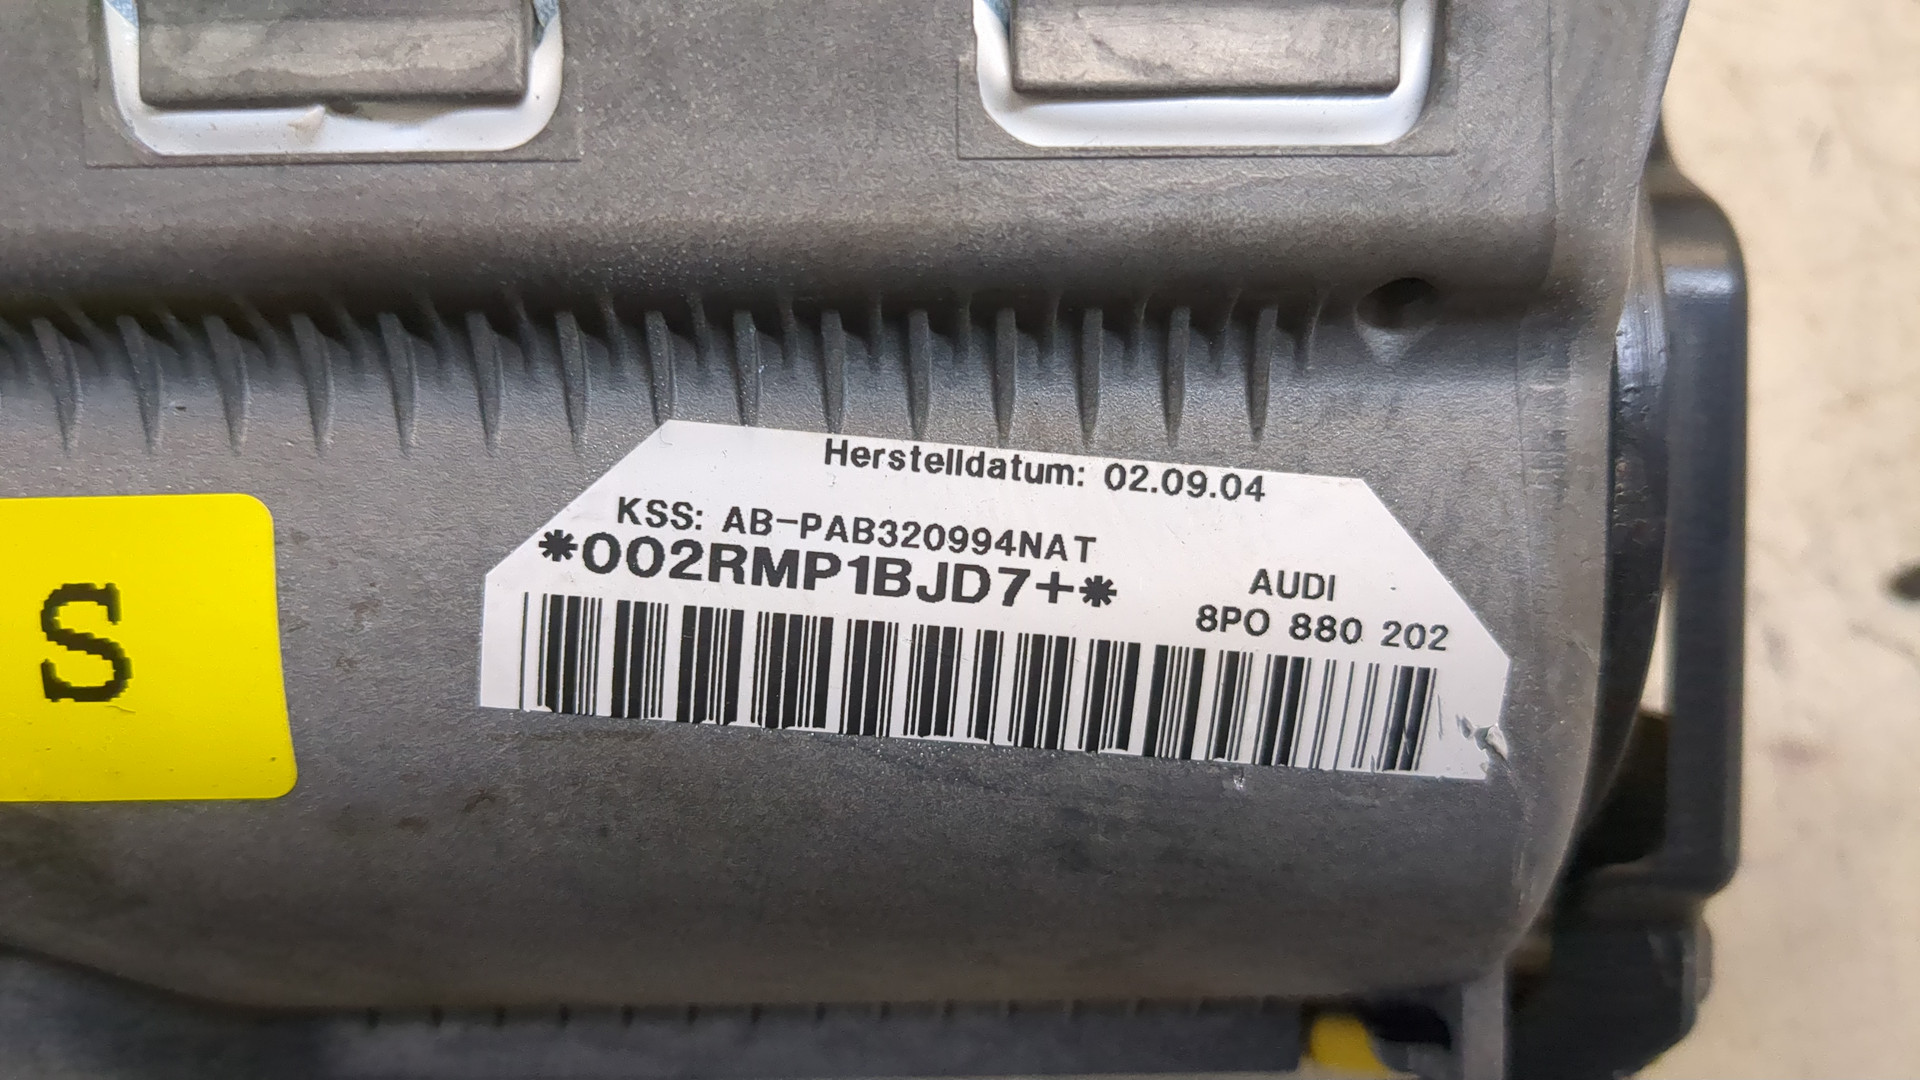 Herstelldatum: 02.09.04
KSS: AB-PAB320994NAT
*002RMP1BJD7+*
AUDI
8P0 880 202
S